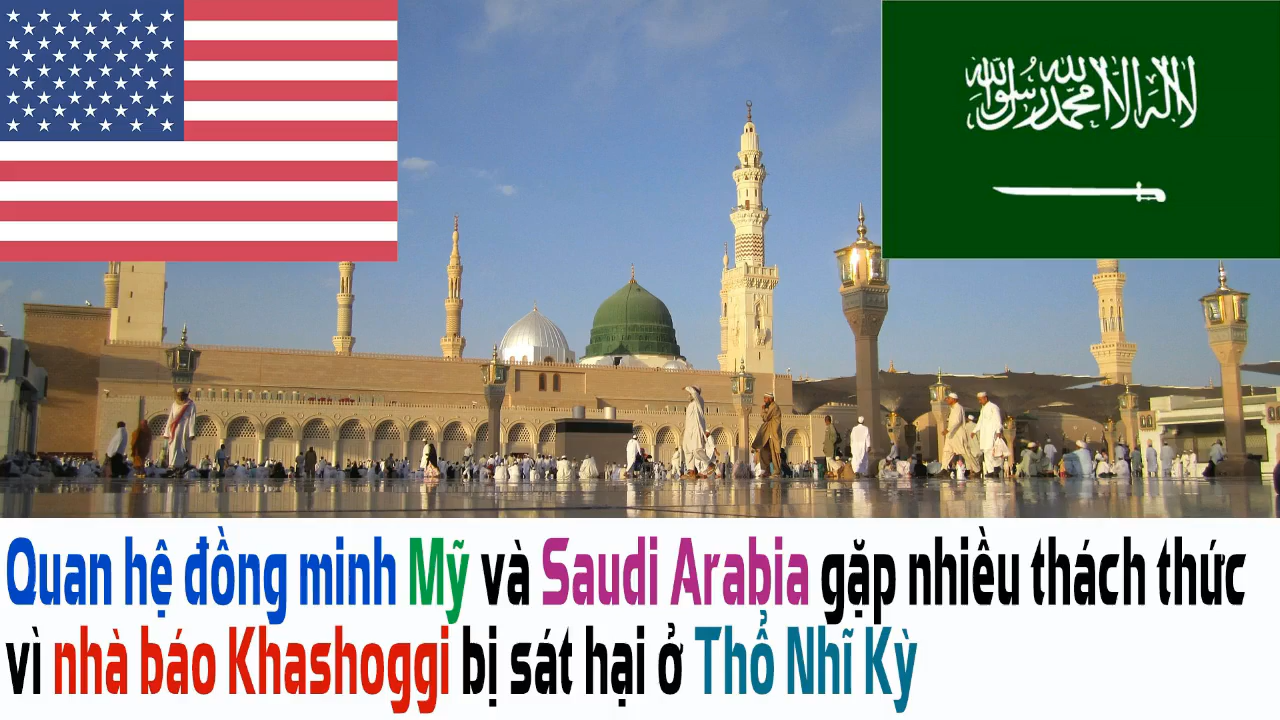 لا إله إلا الله محمد رسول الله
Quan hệ đồng minh Mỹ và Saudi Arabia gặp nhiều thách thức
vì nhà báo Khashoggi bị sát hại ở Thổ Nhĩ Kỳ